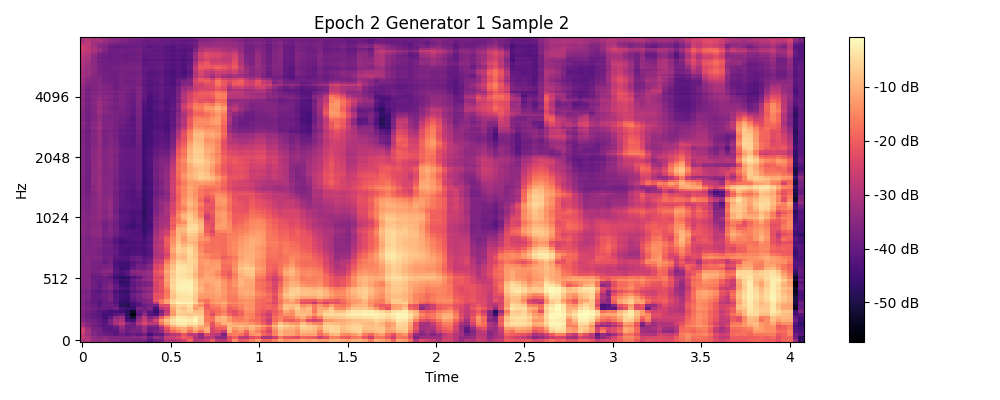 Epoch 2 Generator 1 Sample 2
Hz
4096
2048
1024
512
0
0 0.5 1 1.5 2 2.5 3 3.5 4
Time
-10 dB
-20 dB
-30 dB
-40 dB
-50 dB